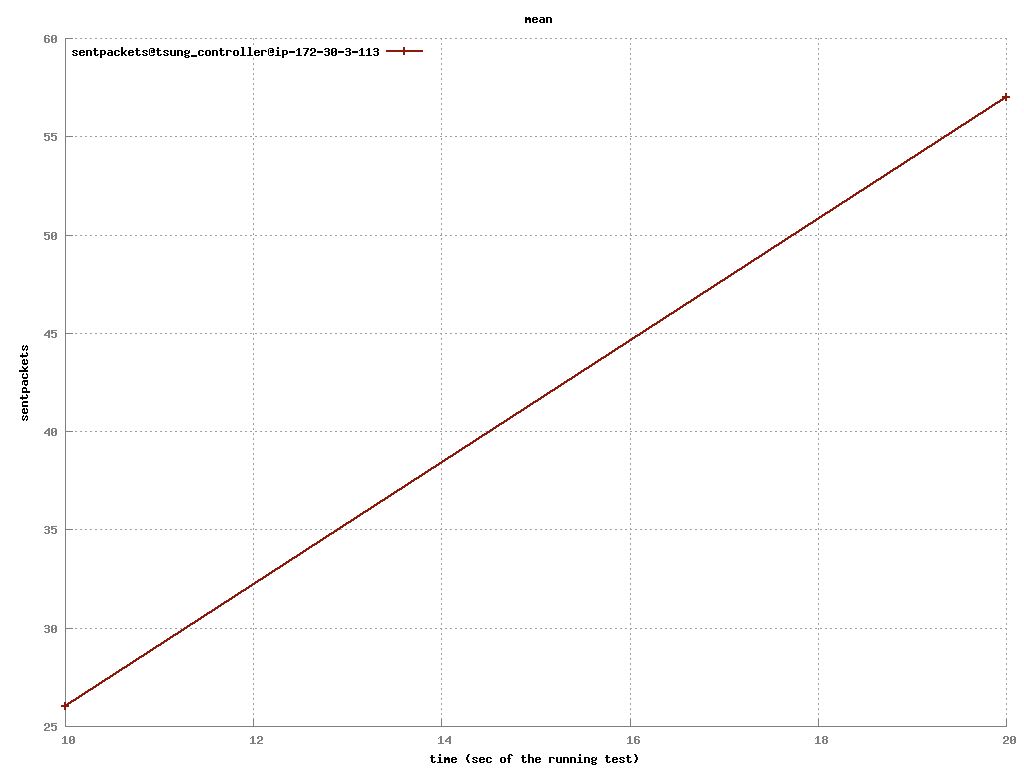 mean
sentpackets@tsung_controller@ip-172-30-3-113
60
55
50
45
40
35
30
25
sentpackets
10 12 14 16 18 20
time (sec of the running test)